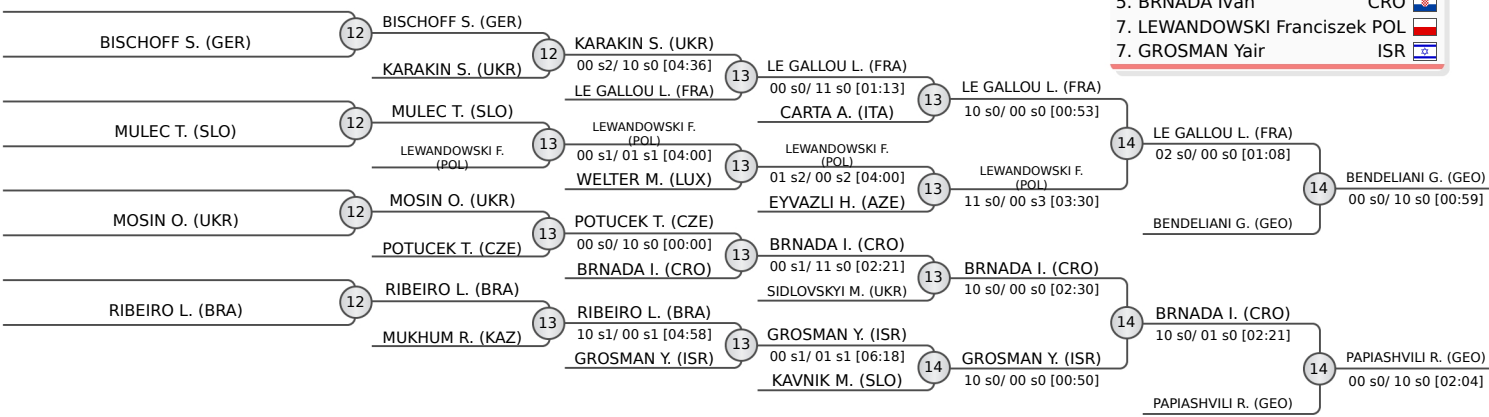 5. BRNADA Ivan CRO
7. LEWANDOWSKI Franciszek POL
7. GROSMAN Yair ISR
BISCHOFF S. (GER)
12
MULEC T. (SLO)
12
MOSIN O. (UKR)
12
RIBEIRO L. (BRA)
12
BISCHOFF S. (GER)
12
KARAKIN S. (UKR)
MULEC T. (SLO)
13
LEWANDOWSKI F.
(POL)
MOSIN O. (UKR)
13
POTUCEK T. (CZE)
RIBEIRO L. (BRA)
13
MUKHUM R. (KAZ)
KARAKIN S. (UKR)
00 s2/ 10 s0 [04:36]
13
LE GALLOU L. (FRA)
LEWANDOWSKI F.
(POL)
00 s1/ 01 s1 [04:00]
13
WELTER M. (LUX)
POTUCEK T. (CZE)
00 s0/ 10 s0 [00:00]
13
BRNADA I. (CRO)
RIBEIRO L. (BRA)
10 s1/ 00 s1 [04:58]
13
GROSMAN Y. (ISR)
LE GALLOU L. (FRA)
00 s0/ 11 s0 [01:13]
13
CARTA A. (ITA)
LEWANDOWSKI F.
(POL)
01 s2/ 00 s2 [04:00]
13
EYVAZLI H. (AZE)
BRNADA I. (CRO)
00 s1/ 11 s0 [02:21]
13
SIDLOVSKYI M. (UKR)
GROSMAN Y. (ISR)
00 s1/ 01 s1 [06:18]
14
KAVNIK M. (SLO)
LE GALLOU L. (FRA)
10 s0/ 00 s0 [00:53]
14
LEWANDOWSKI F.
(POL)
11 s0/ 00 s3 [03:30]
BRNADA I. (CRO)
10 s0/ 00 s0 [02:30]
14
GROSMAN Y. (ISR)
10 s0/ 00 s0 [00:50]
LE GALLOU L. (FRA)
02 s0/ 00 s0 [01:08]
14
BENDELIANI G. (GEO)
BRNADA I. (CRO)
10 s0/ 01 s0 [02:21]
14
PAPIASHVILI R. (GEO)
BENDELIANI G. (GEO)
00 s0/ 10 s0 [00:59]
PAPIASHVILI R. (GEO)
00 s0/ 10 s0 [02:04]